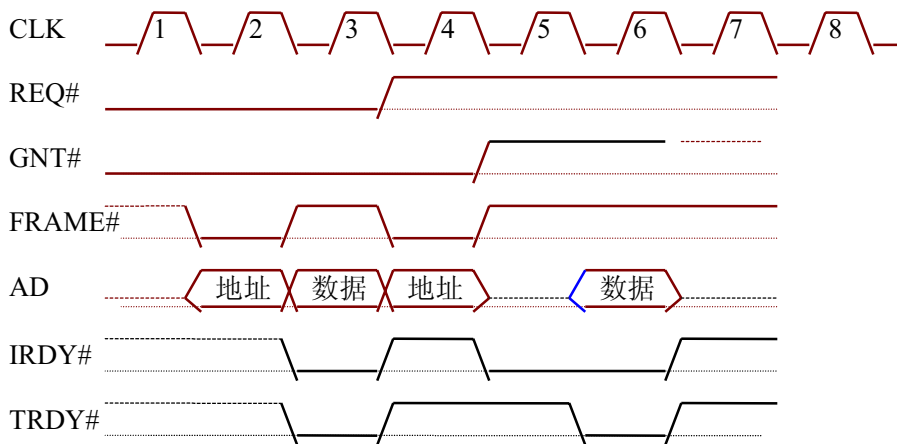 CLK 1 2 3 4 5 6 7 8
REQ#
GNT#
FRAME#
AD 地址 数据 地址 数据
IRDY#
TRDY#